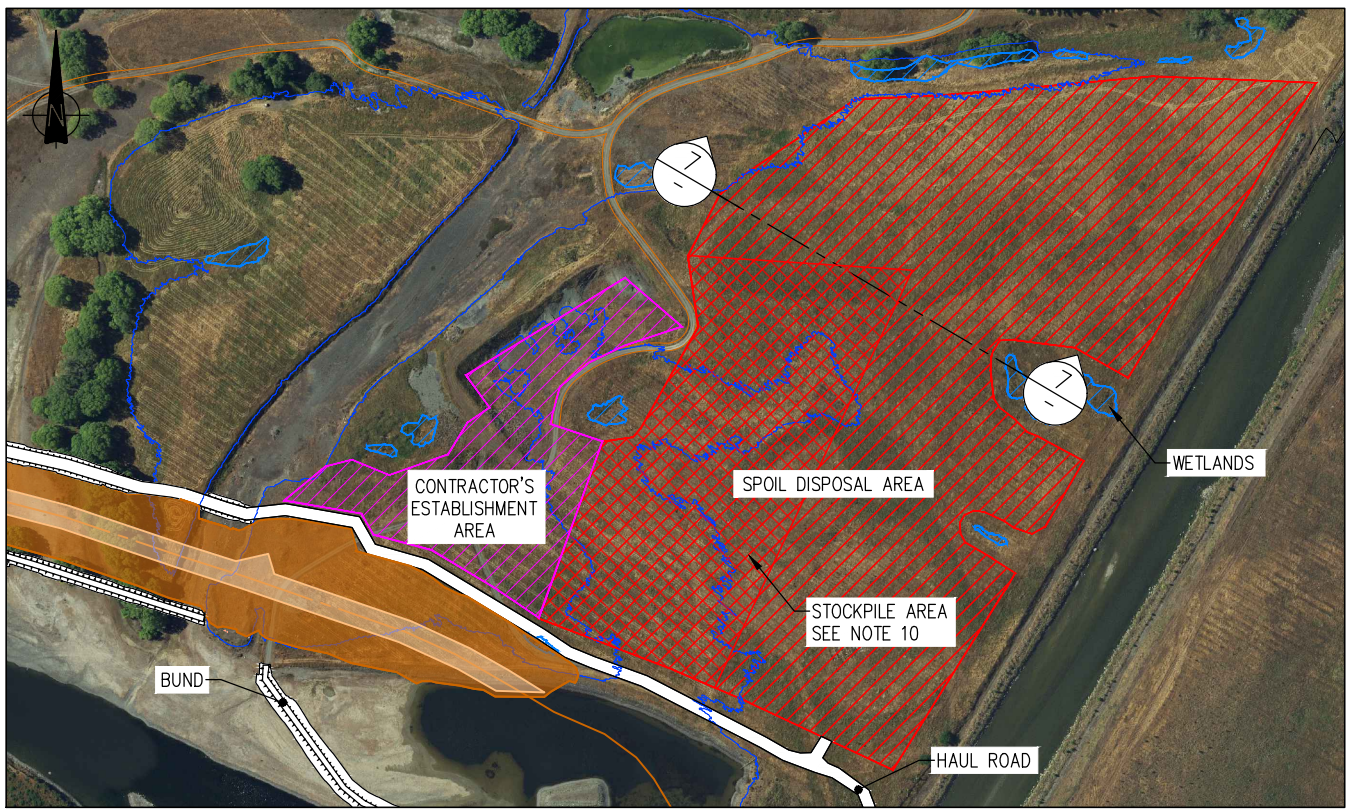 N
7
-
7
-
WETLANDS
SPOIL DISPOSAL AREA
CONTRACTOR'S
ESTABLISHMENT
AREA
STOCKPILE AREA
SEE NOTE 10
BUND
HAUL ROAD